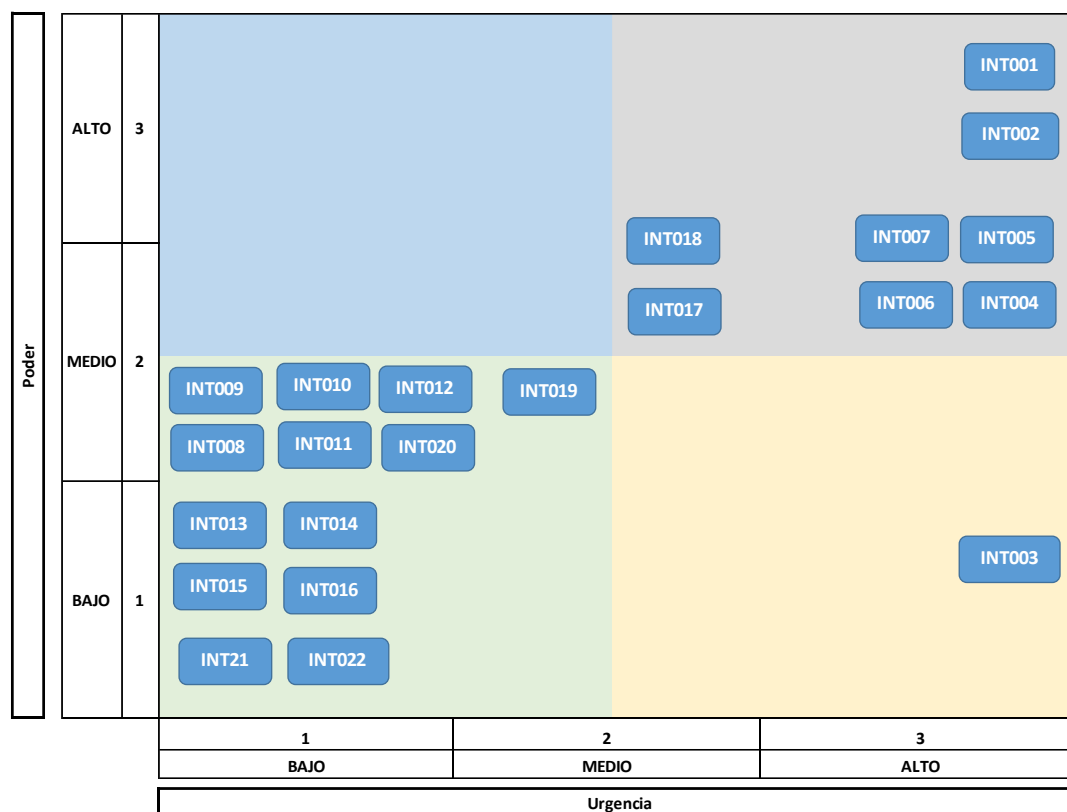 Poder
ALTO 3
INT001
INT002
INT018 INT007 INT005
INT017 INT006 INT004
MEDIO 2
INT009 INT010 INT012 INT019
INT008 INT011 INT020
INT013 INT014
INT003
INT015 INT016
BAJO 1
INT21 INT022
1 2 3
BAJO MEDIO ALTO
Urgencia